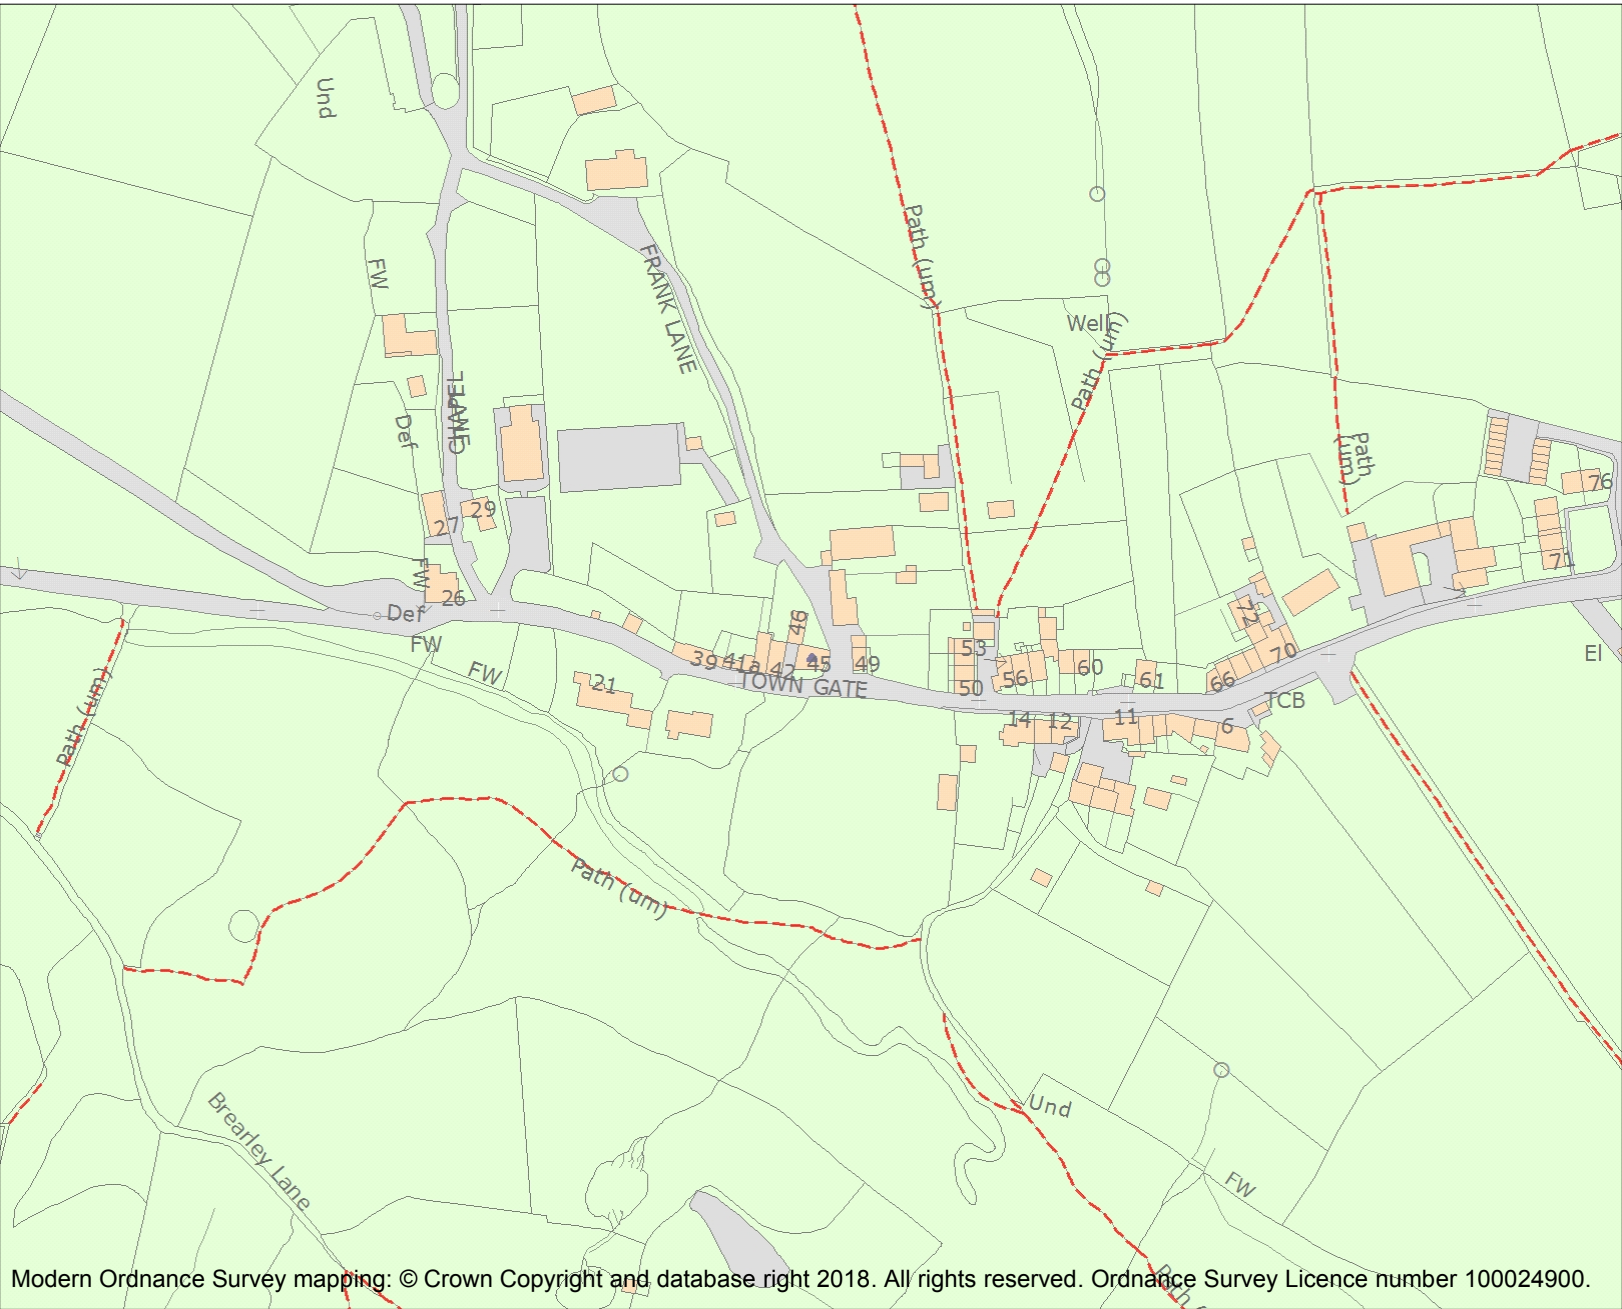 Und
Path (um)
FW
FRANK LANE
Well
Path (um)
CHAPEL
LANE
Def
Path
(um)
76
29
27
71
FW
26
Def
FW
46
72
53
39
41a
42
45
49
60
70
FW
21
TOWN GATE
50
56
61
66
El
TCB
14
12
11
6
Path (um)
Path (um)
Und
Brearley Lane
FW
Path (
Modern Ordnance Survey mapping: © Crown Copyright and database right 2018. All rights reserved. Ordnance Survey Licence number 100024900.